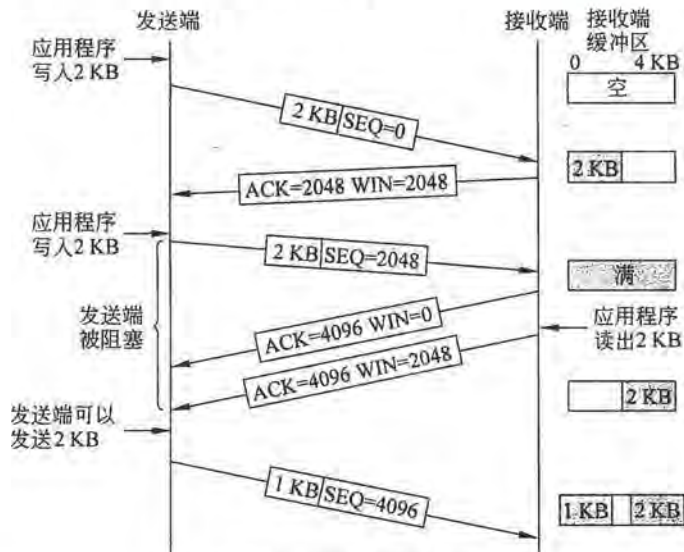 发送端
接收端
接收端
缓冲区
0 4 KB
应用程序
写入2 KB
空
2 KB SEQ=0
2 KB
ACK=2048 WIN=2048
应用程序
写入2 KB
2 KB SEQ=2048
满
发送端
被阻塞
ACK=4096 WIN=0
应用程序
读出2 KB
ACK=4096 WIN=2048
2 KB
发送端可以
发送2 KB
1 KB SEQ=4096
1 KB 2 KB